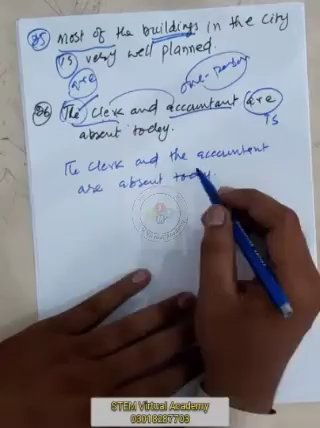 35 Most of the buildings in the City
is very well planned.
are
one-person
36 The Clerk and accountant are
is
absent today.
The Clerk and the accountant
are absent today.
STEM Virtual Academy
03018287703